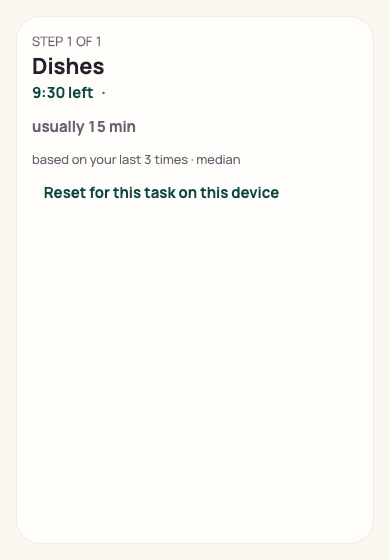 STEP 1 OF 1
Dishes
9:30 left ·
usually 15 min
based on your last 3 times · median
Reset for this task on this device